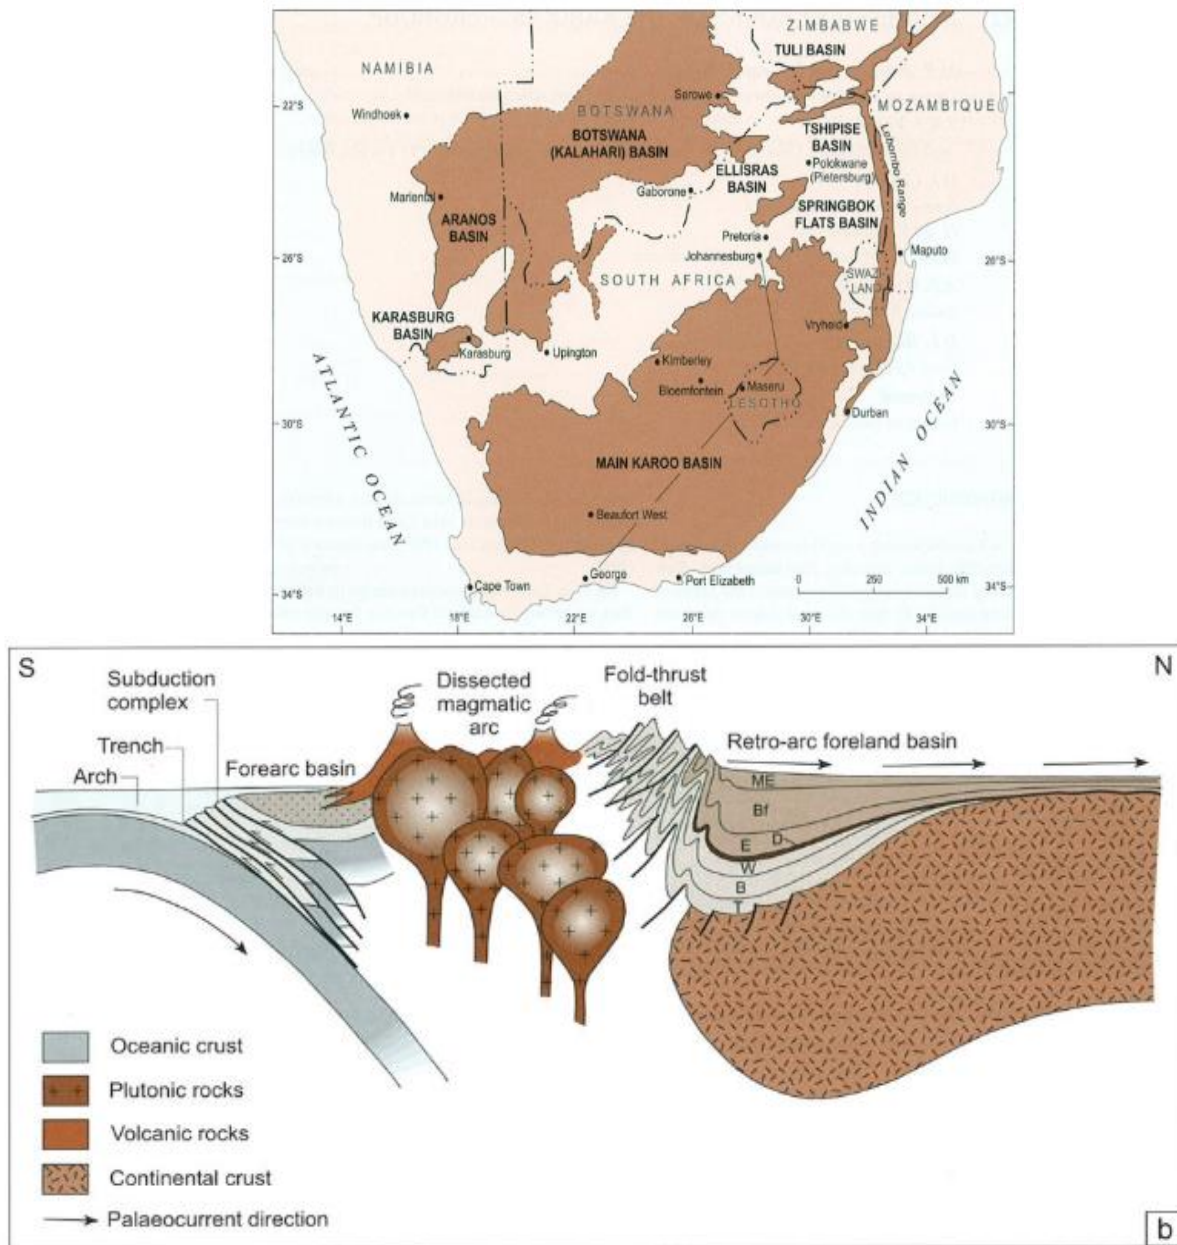 ZIMBABWE
TULI BASIN
NAMIBIA
Serowe
22°S
BOTSWANA
MOZAMBIQUE
Windhoek
BOTSWANA
(KALAHARI) BASIN
TSHIPISE
BASIN
Polokwane
(Pietersburg)
Lebombo Range
ELLISRAS
BASIN
Gaborone
Mariental
ARANOS
BASIN
SPRINGBOK
FLATS BASIN
Pretoria
Johannesburg
Maputo
26°S
26°S
SOUTH AFRICA
SWAZI-
LAND
KARASBURG
BASIN
Karasburg
Upington
Vryheid
Kimberley
Bloemfontein
Maseru
LESOTHO
Durban
30°S
30°S
ATLANTIC OCEAN
INDIAN OCEAN
MAIN KAROO BASIN
Beaufort West
George
Cape Town
Port Elizabeth
0 250 500 km
34°S
34°S
14°E 18°E 22°E 26°E 30°E 34°E
S
N
Subduction
complex
Dissected
magmatic
arc
Fold-thrust
belt
Trench
Retro-arc foreland basin
Arch
Forearc basin
ME
Bf
D
E
W
B
T
Oceanic crust
Plutonic rocks
Volcanic rocks
Continental crust
Palaeocurrent direction
b